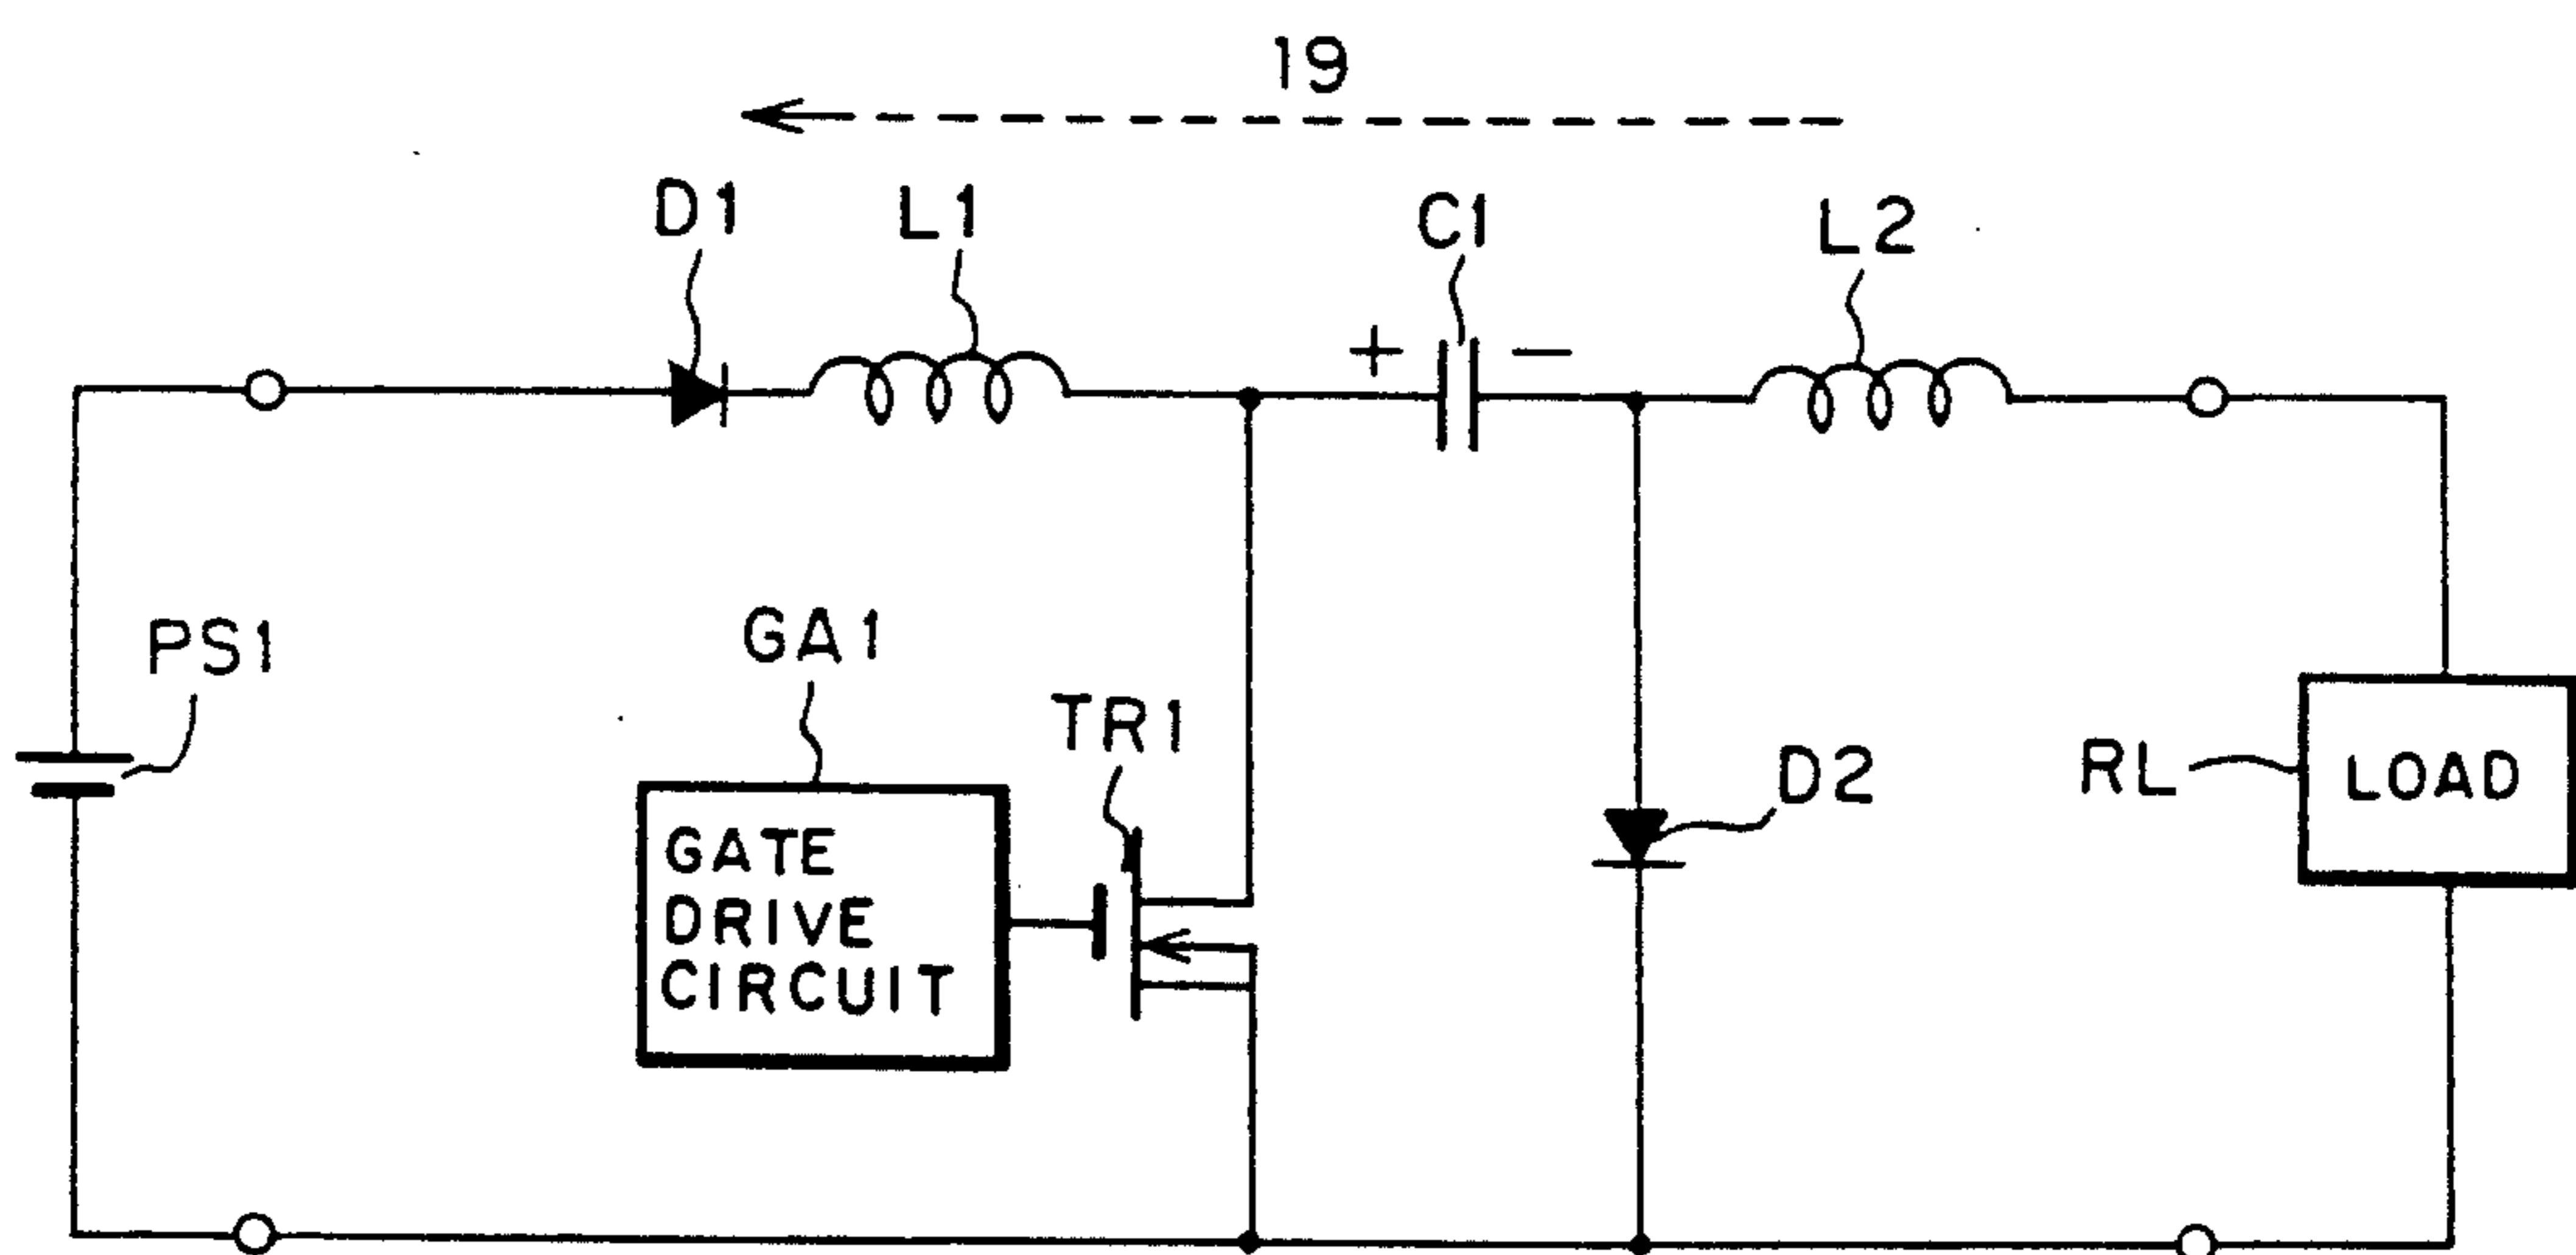 19
D1
L1
C1
L2
+
−
PS1
GA1
TR1
GATE
DRIVE
CIRCUIT
D2
RL
LOAD